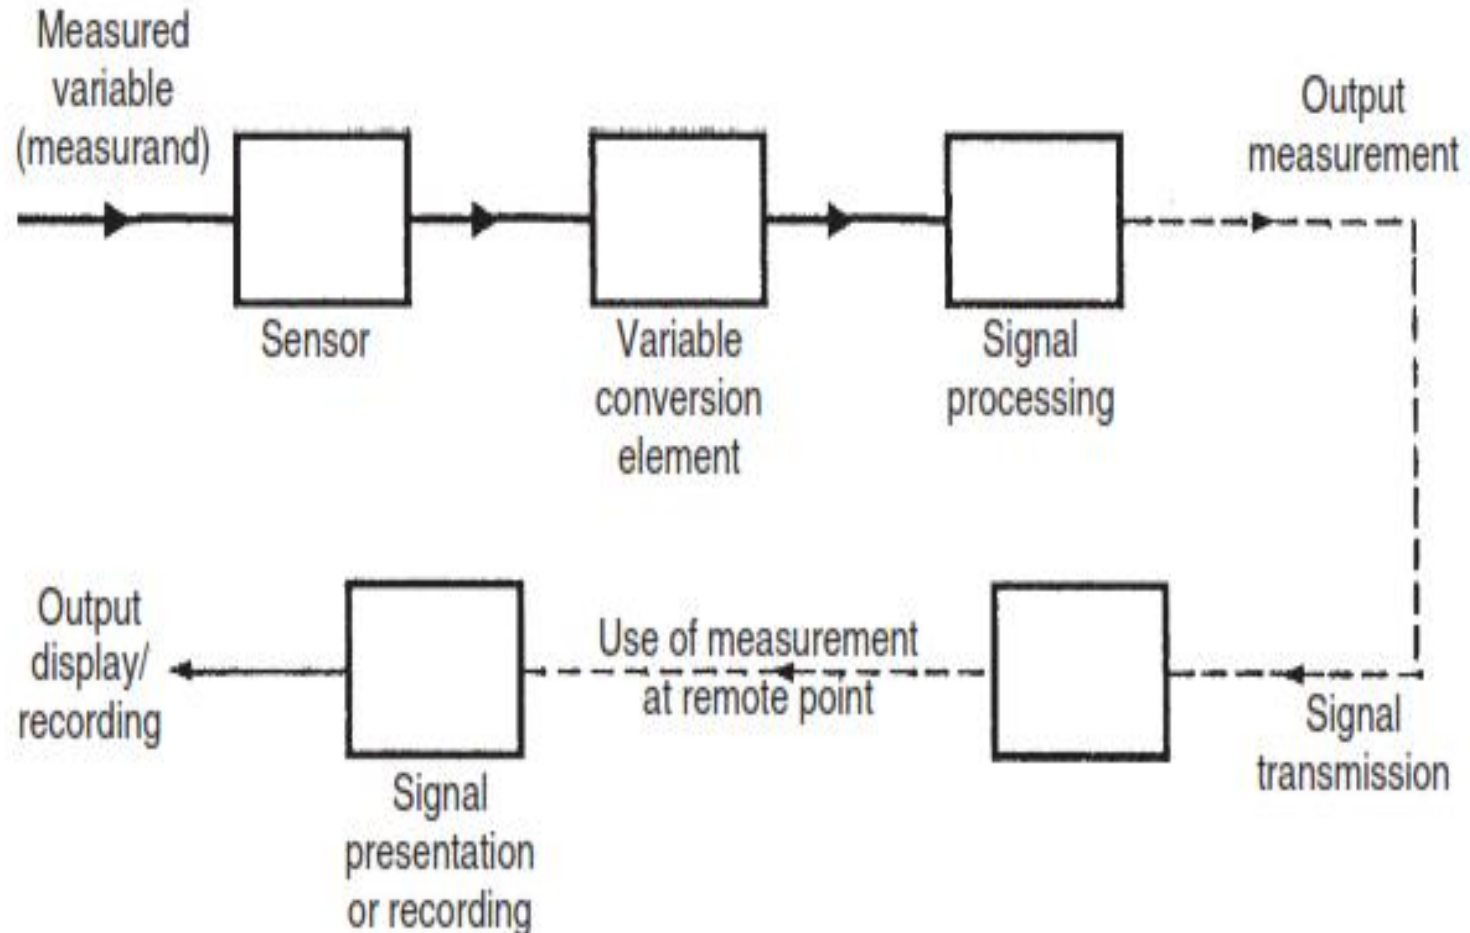 Measured
variable
(measurand)
Output
measurement
Sensor
Variable
conversion
element
Signal
processing
Output
display/
recording
Use of measurement
at remote point
Signal
transmission
Signal
presentation
or recording